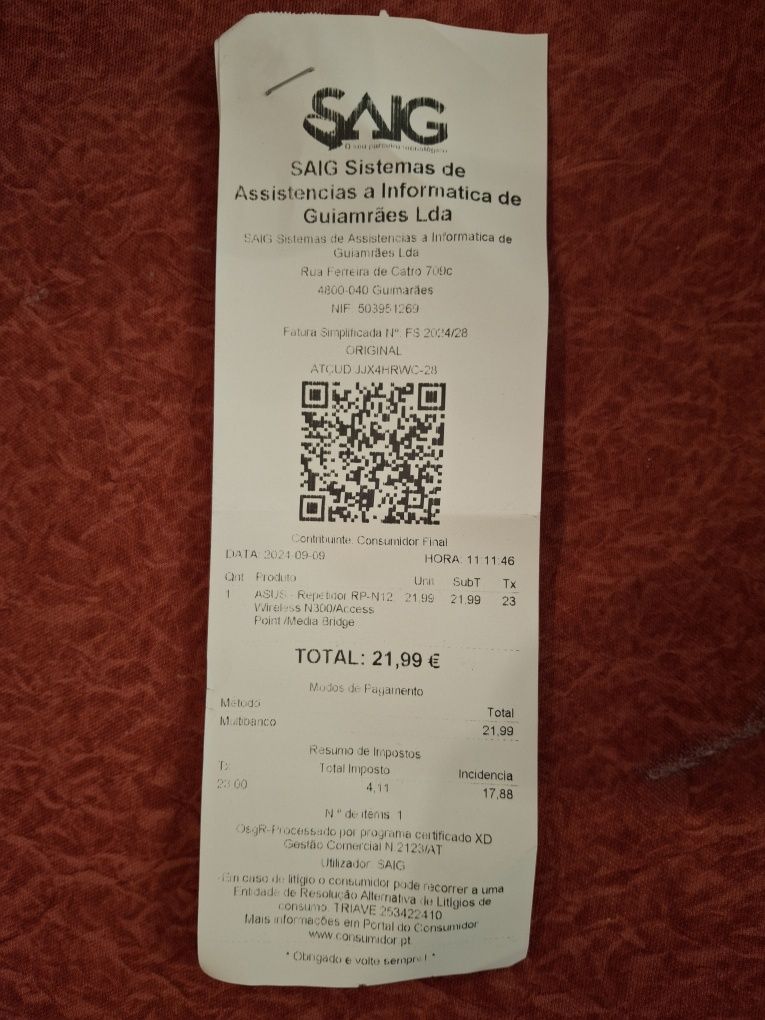 SAIG
O seu parceiro tecnológico
SAIG Sistemas de
Assistencias a Informatica de
Guiamrães Lda
SAIG Sistemas de Assistencias a Informatica de
Guiamrães Lda
Rua Ferreira de Catro 709c
4800-040 Guimarães
NIF: 503951269
Fatura Simplificada Nº: FS 2024/28
ORIGINAL
ATCUD JJX4HRWC-28
Contribuinte: Consumidor Final
DATA: 2024-09-09 HORA: 11:11:46
Qnt Produto Unit SubT Tx
1 ASUS - Repetidor RP-N12 21,99 21,99 23
Wireless N300/Access
Point /Media Bridge
TOTAL: 21,99 €
Modos de Pagamento
Metodo Total
Multibanco 21,99
Resumo de Impostos
Tx Total Imposto Incidencia
23.00 4,11 17,88
N.º de items: 1
OsgR-Processado por programa certificado XD
Gestão Comercial N.2123/AT
Utilizador: SAIG
Em caso de litígio o consumidor pode recorrer a uma
Entidade de Resolução Alternativa de Litígios de
consumo. TRIAVE 253422410
Mais informações em Portal do Consumidor
www.consumidor.pt
* Obrigado e volte sempre! *